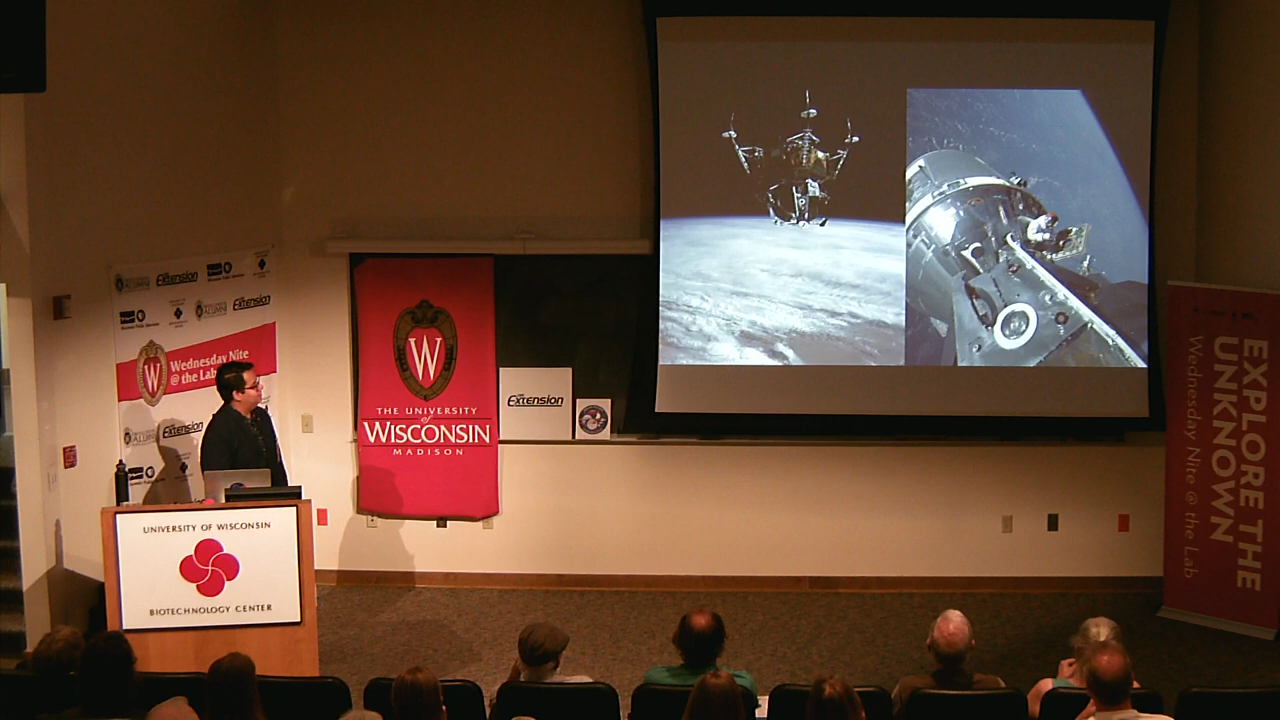 Extension
Extension
Wednesday Nite
@ the Lab
Extension
W
THE UNIVERSITY
of
WISCONSIN
MADISON
Extension
UNIVERSITY OF WISCONSIN
BIOTECHNOLOGY CENTER
EXPLORE THE
UNKNOWN
Wednesday Nite @ the Lab